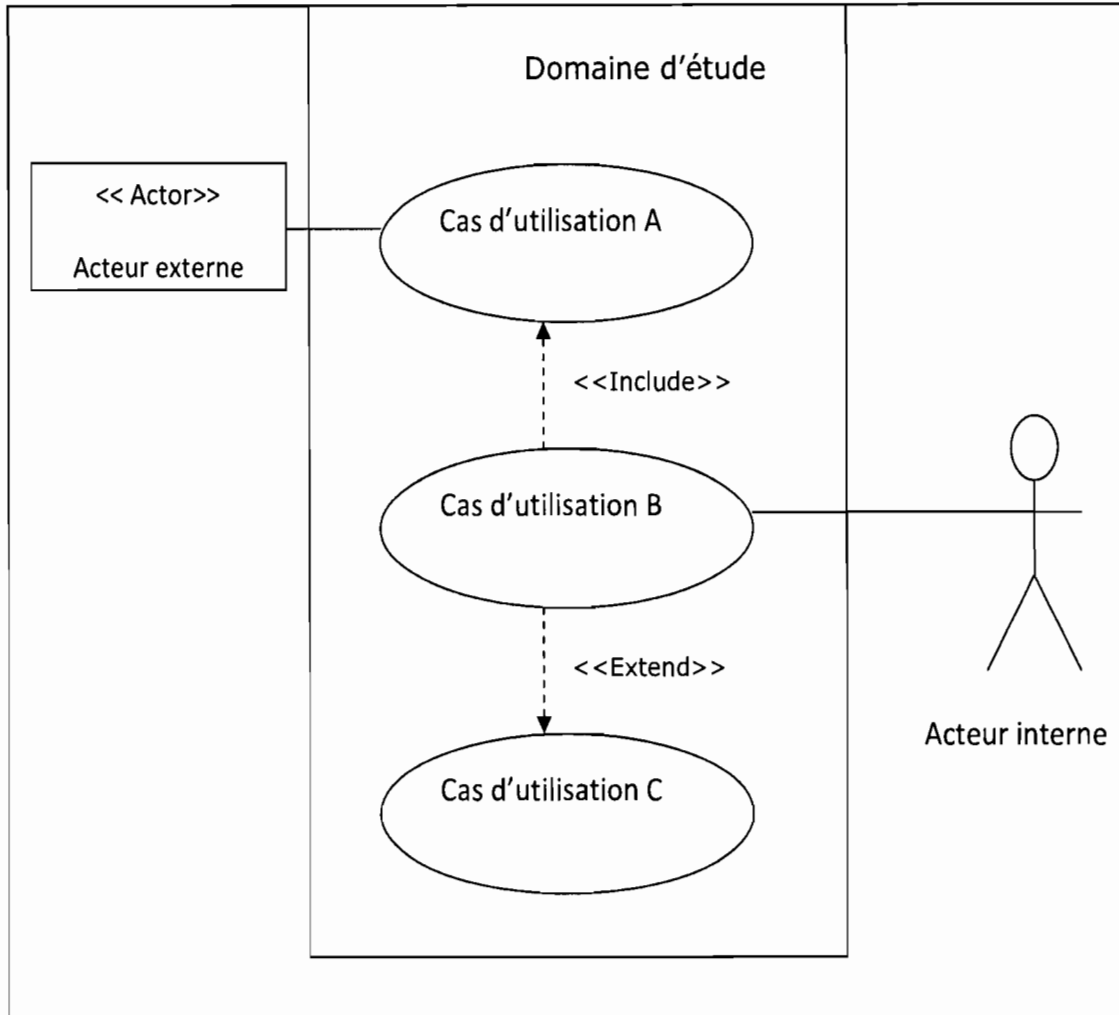 Domaine d'étude
<< Actor>>
Acteur externe
Cas d'utilisation A
<<Include>>
Cas d'utilisation B
<<Extend>>
Acteur interne
Cas d'utilisation C